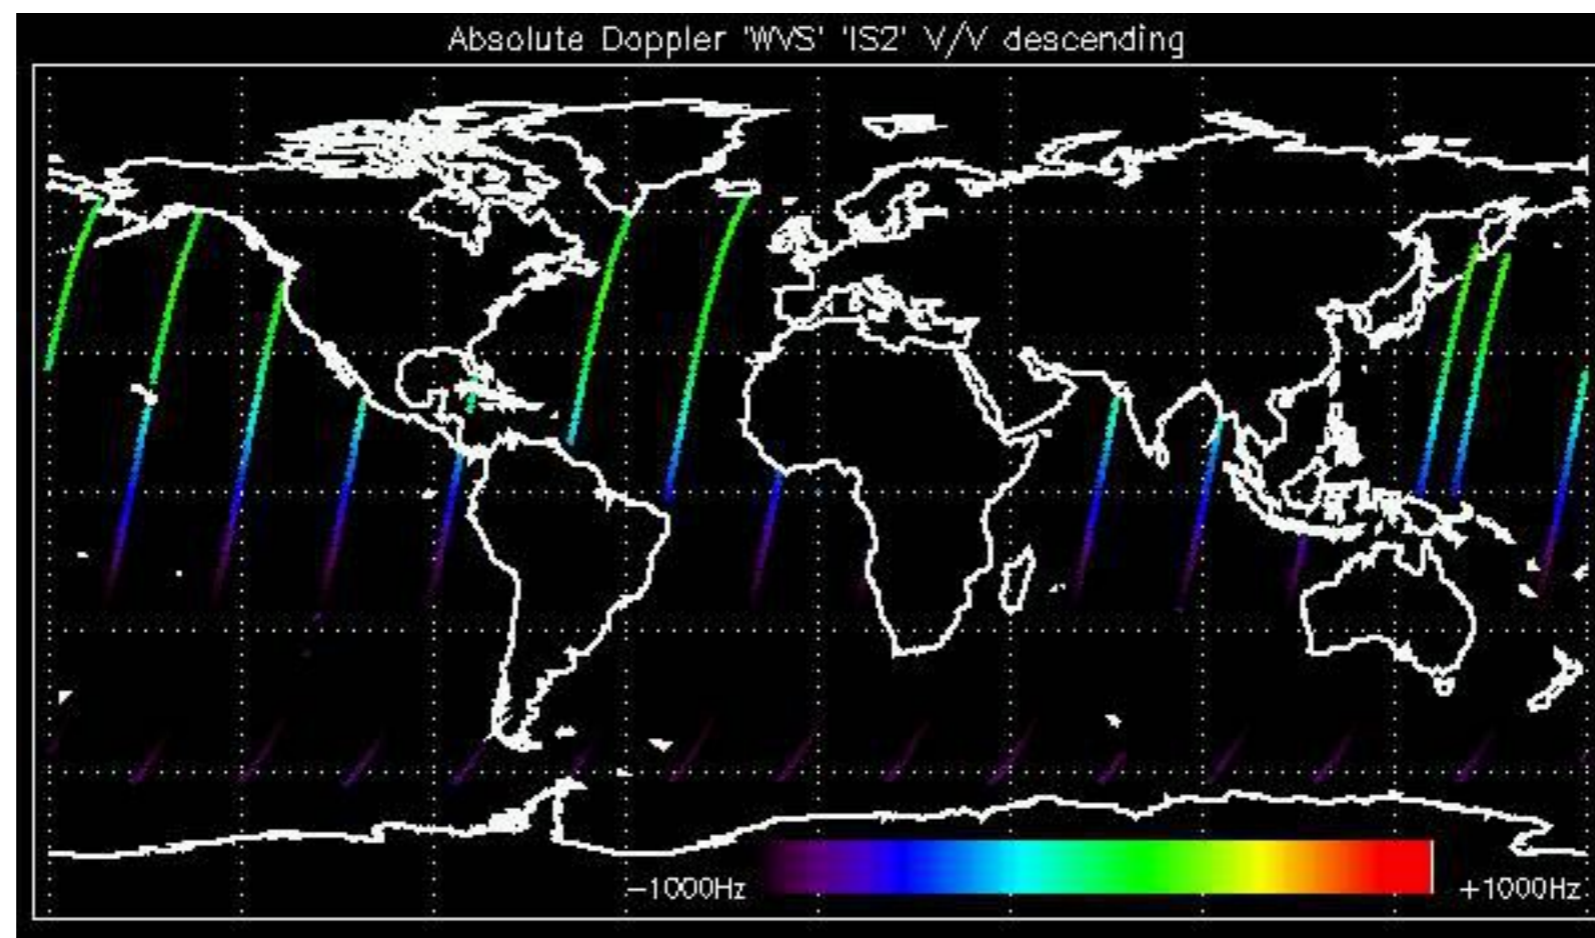 Absolute Doppler 'WVS' 'IS2' V/V descending
−1000Hz
+1000Hz